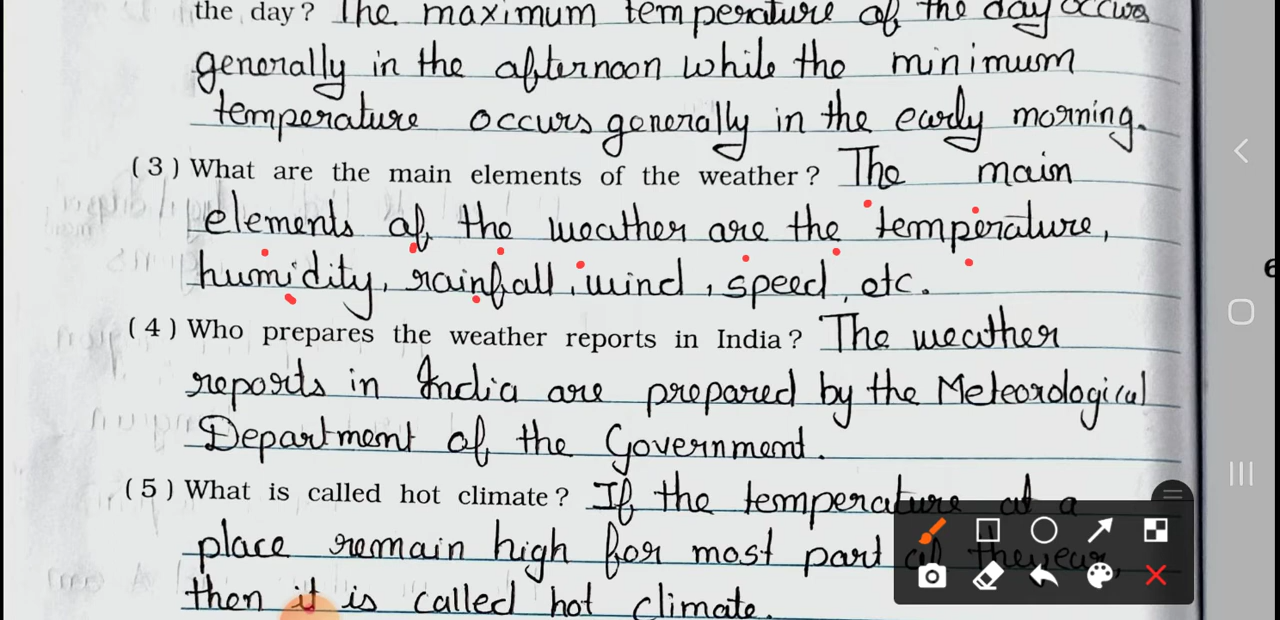 the day? The maximum temperature of the day occurs
generally in the afternoon while the minimum
temperature occurs generally in the early morning.
(3) What are the main elements of the weather? The main
elements of the weather are the temperature,
humidity, rainfall, wind, speed, etc.
(4) Who prepares the weather reports in India? The weather
reports in India are prepared by the Meteorological
Department of the Government.
(5) What is called hot climate? If the temperature at a
place remain high for most part of the year,
then it is called hot climate.